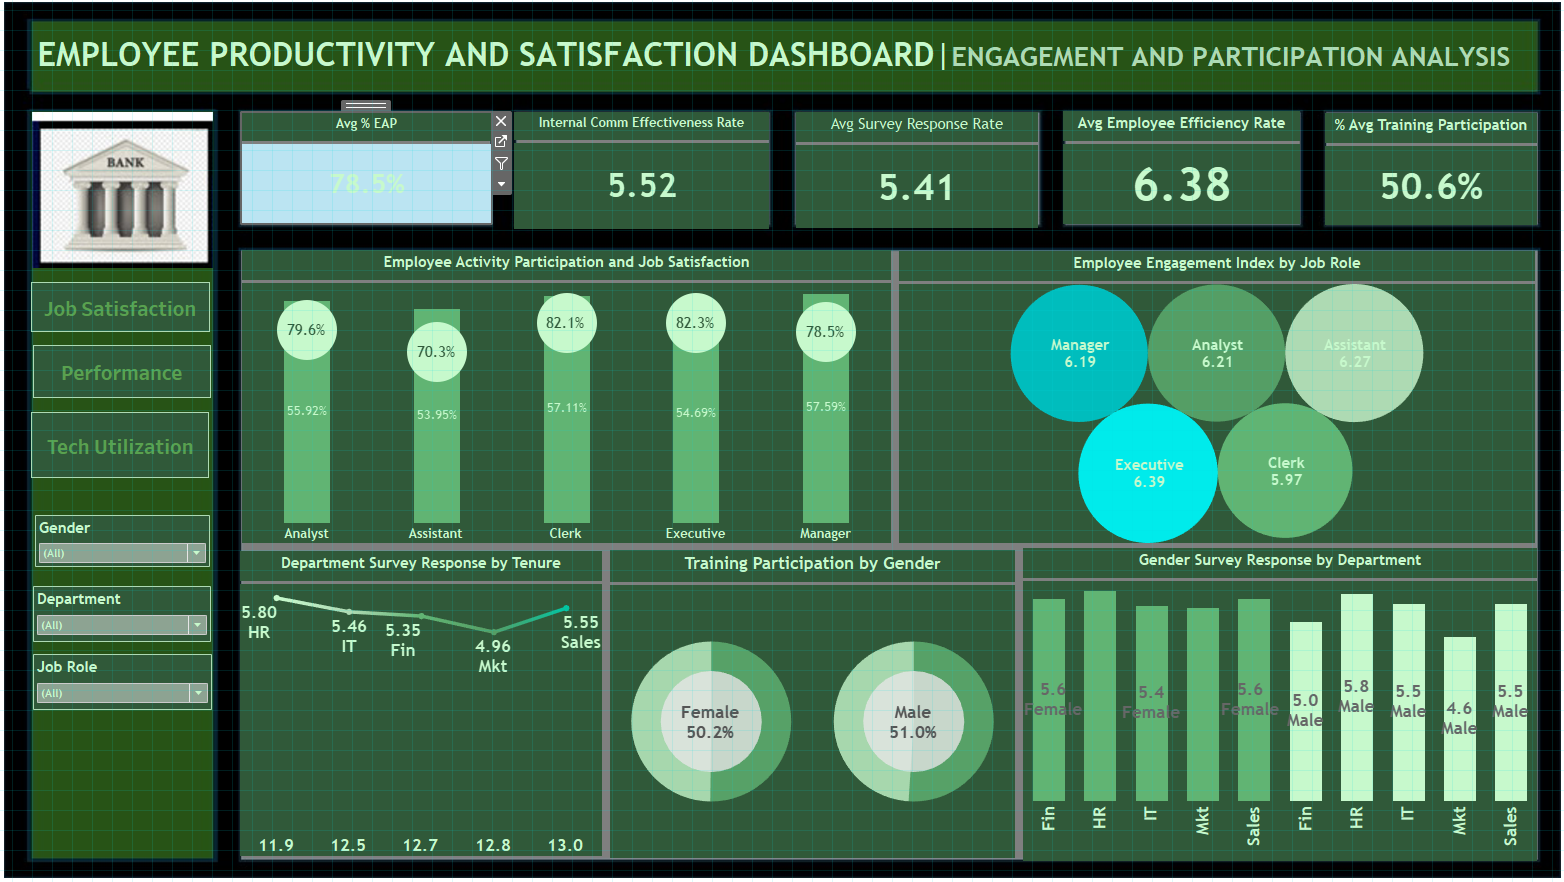 EMPLOYEE PRODUCTIVITY AND SATISFACTION DASHBOARD | ENGAGEMENT AND PARTICIPATION ANALYSIS
BANK
Job Satisfaction
Performance
Tech Utilization
Gender
(All)
Department
(All)
Job Role
(All)
Avg % EAP
78.5%
Internal Comm Effectiveness Rate
5.52
Avg Survey Response Rate
5.41
Avg Employee Efficiency Rate
6.38
% Avg Training Participation
50.6%
Employee Activity Participation and Job Satisfaction
79.6%
70.3%
82.1%
82.3%
78.5%
55.92%
53.95%
57.11%
54.69%
57.59%
Analyst
Assistant
Clerk
Executive
Manager
Employee Engagement Index by Job Role
Manager
6.19
Analyst
6.21
Assistant
6.27
Executive
6.39
Clerk
5.97
Department Survey Response by Tenure
5.80
HR
5.46
IT
5.35
Fin
4.96
Mkt
5.55
Sales
11.9
12.5
12.7
12.8
13.0
Training Participation by Gender
Female
50.2%
Male
51.0%
Gender Survey Response by Department
5.6
Female
5.4
Female
5.6
Female
5.0
Male
5.8
Male
5.5
Male
4.6
Male
5.5
Male
Fin
HR
IT
Mkt
Sales
Fin
HR
IT
Mkt
Sales